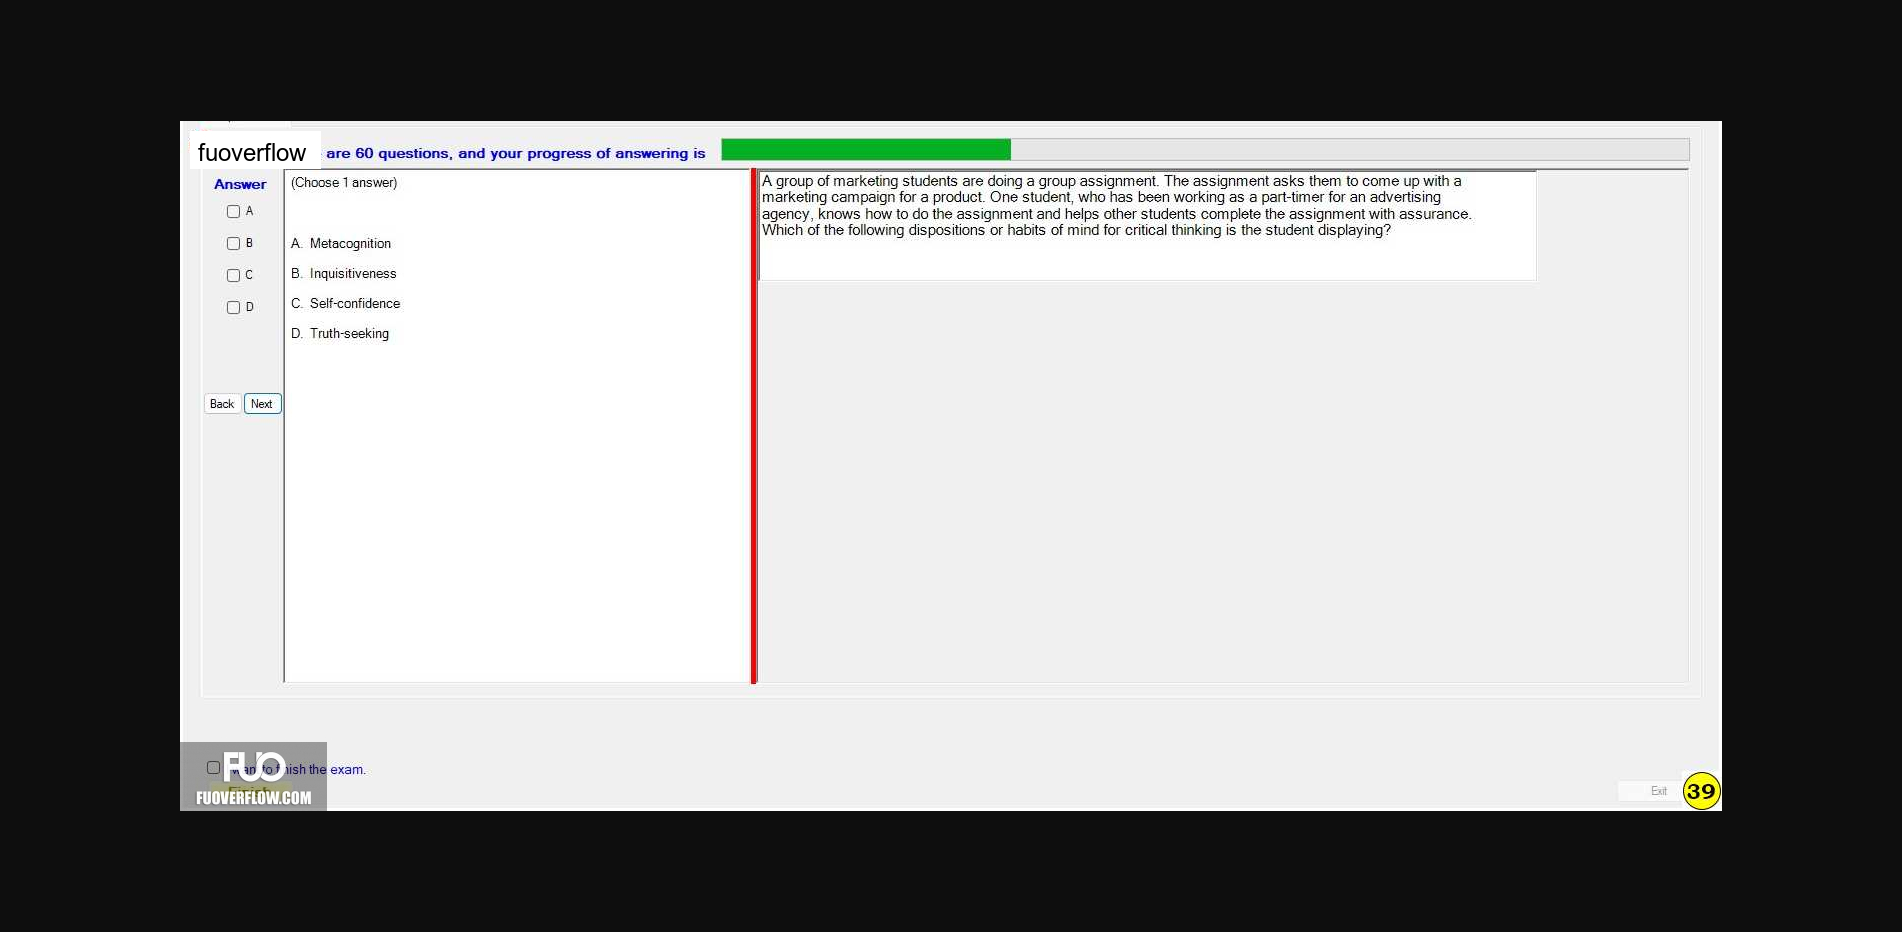 fuoverflow are 60 questions, and your progress of answering is
Answer
A
B
C
D
Back Next
(Choose 1 answer)
A. Metacognition
B. Inquisitiveness
C. Self-confidence
D. Truth-seeking
A group of marketing students are doing a group assignment. The assignment asks them to come up with a
marketing campaign for a product. One student, who has been working as a part-timer for an advertising
agency, knows how to do the assignment and helps other students complete the assignment with assurance.
Which of the following dispositions or habits of mind for critical thinking is the student displaying?
want to finish the exam.
Finish
FUO
FUOVERFLOW.COM
Exit
39